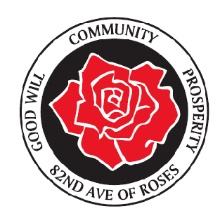 GOOD WILL
COMMUNITY
PROSPERITY
82ND AVE OF ROSES